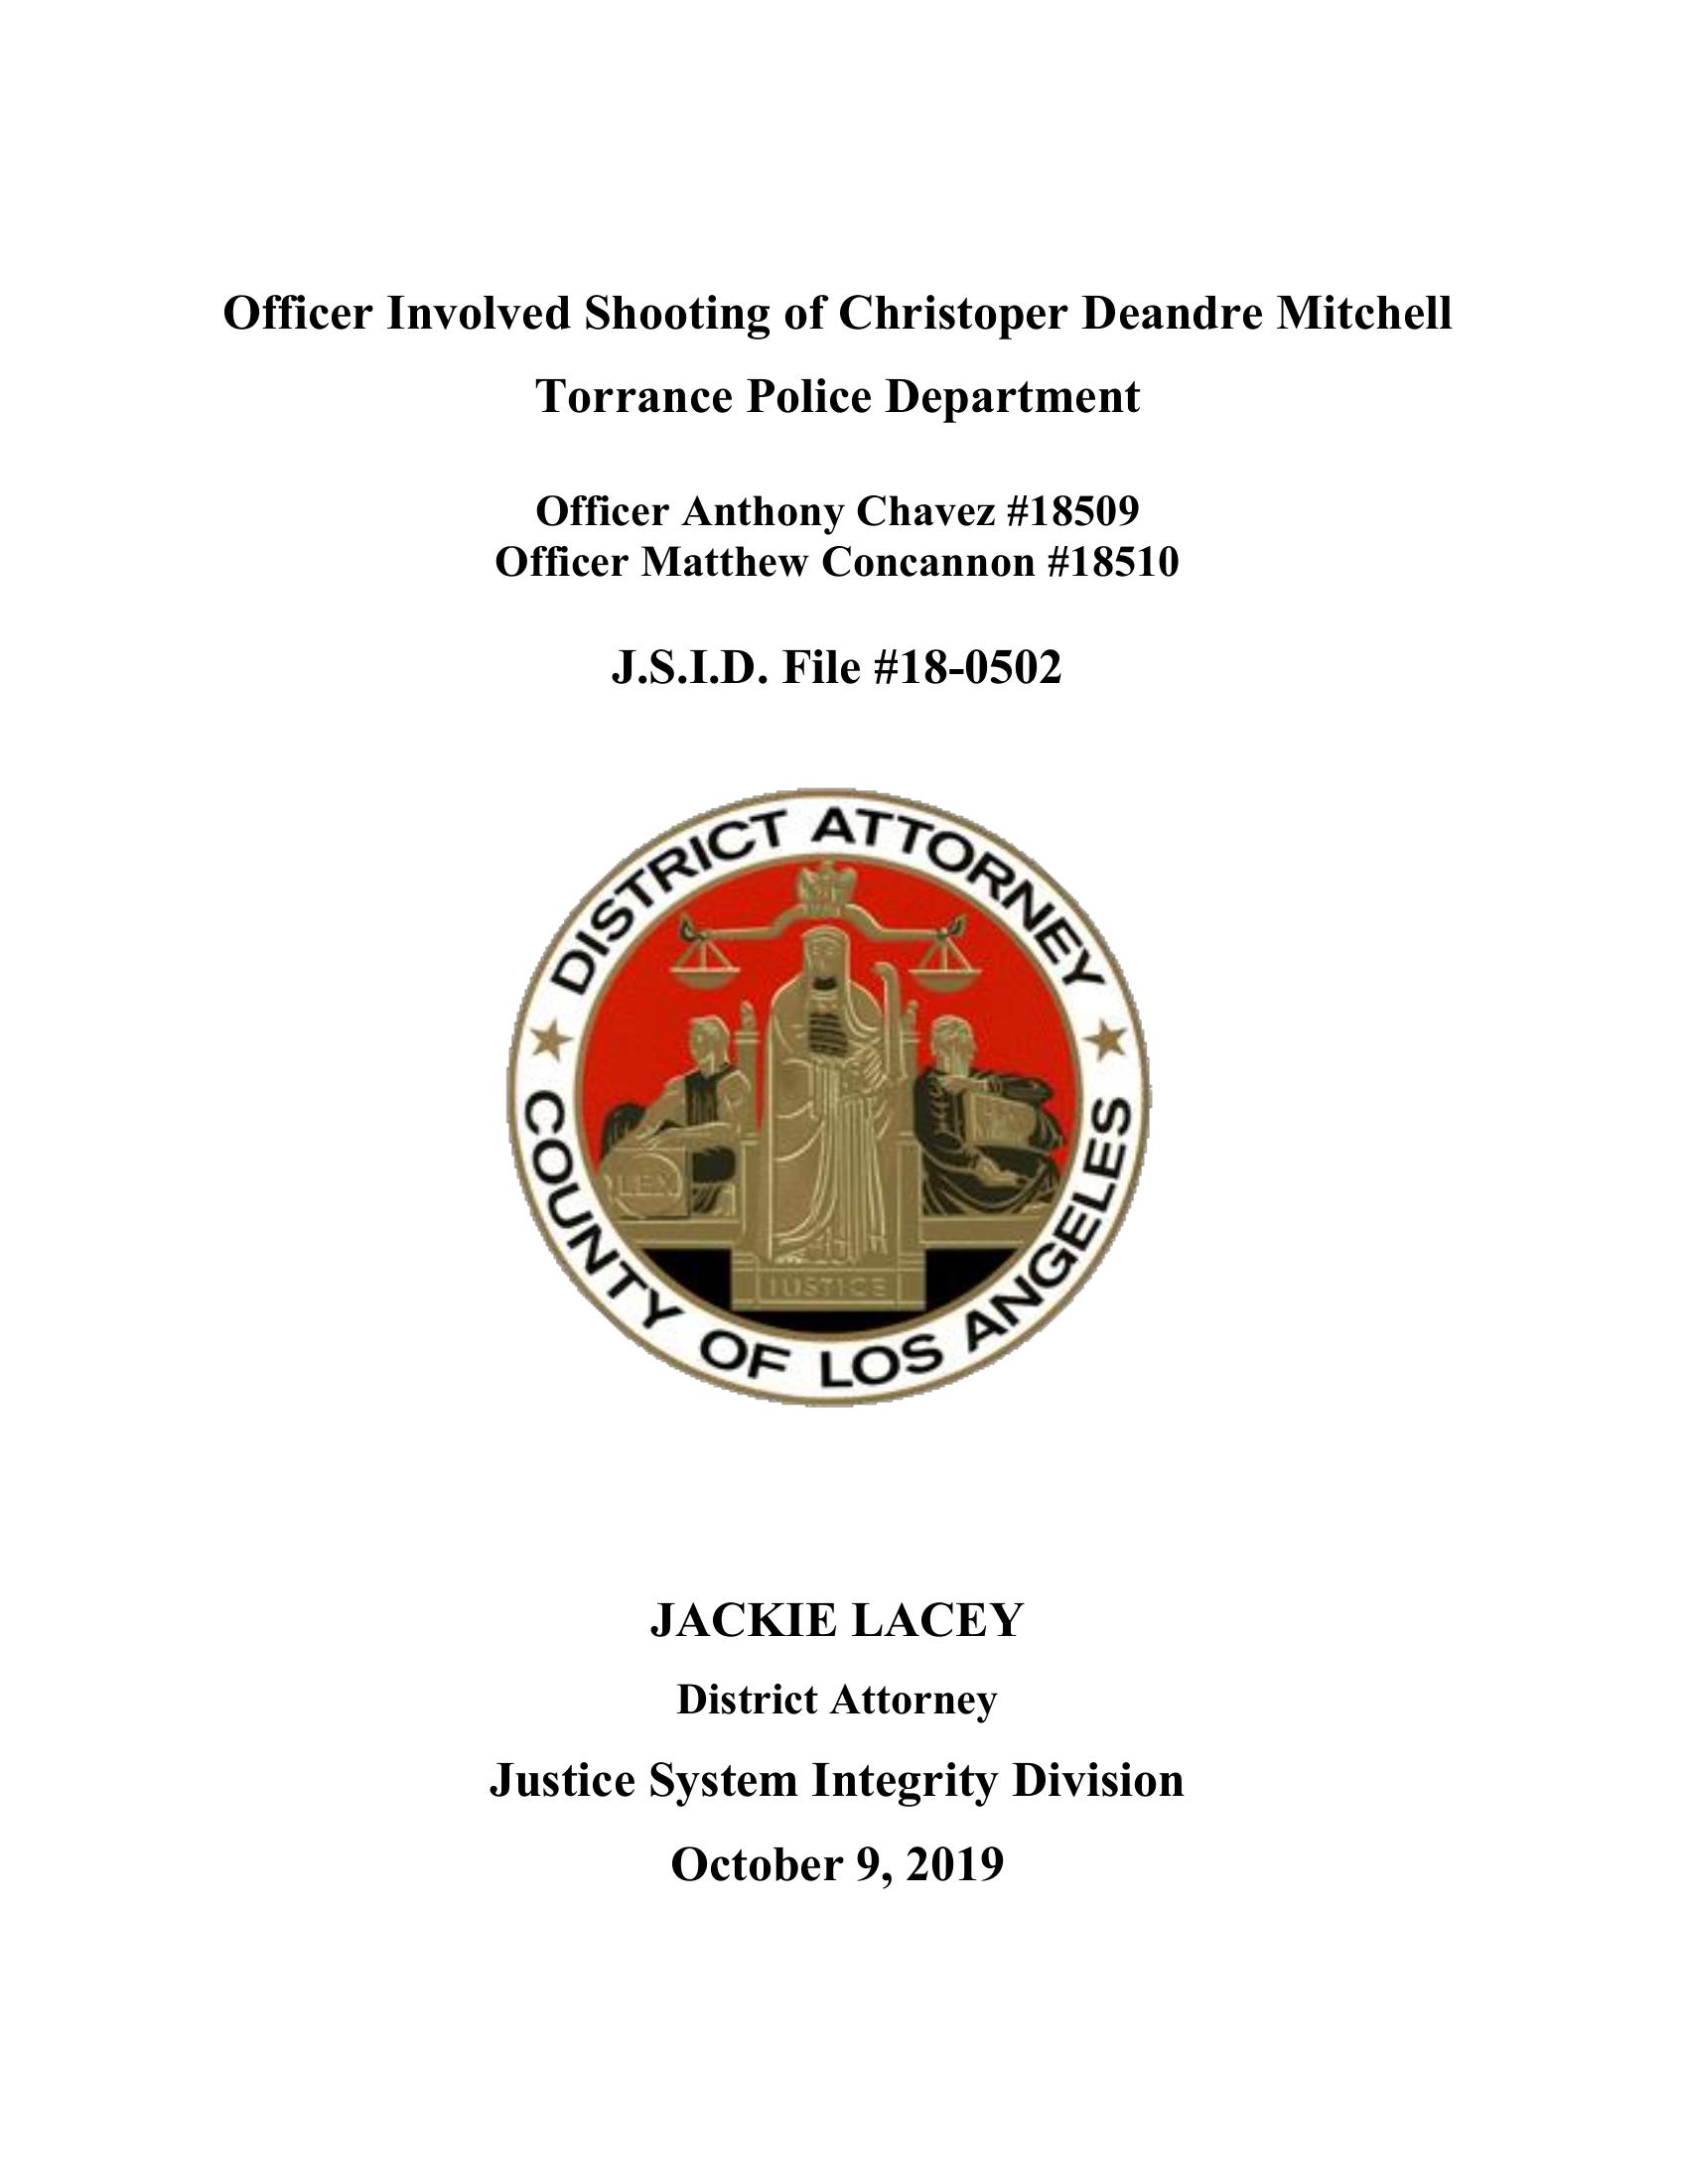 Officer Involved Shooting of Christoper Deandre Mitchell
Torrance Police Department
Officer Anthony Chavez #18509
Officer Matthew Concannon #18510
J.S.I.D. File #18-0502
DISTRICT ATTORNEY
LEX
JUSTICE
COUNTY OF LOS ANGELES
JACKIE LACEY
District Attorney
Justice System Integrity Division
October 9, 2019